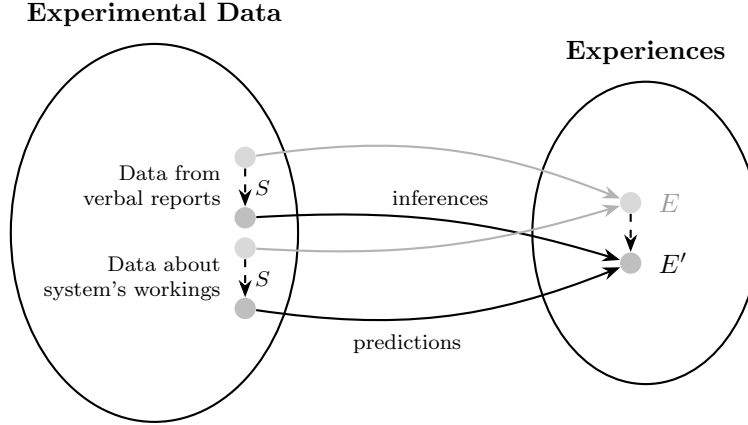 Experimental Data
Experiences
Data from
verbal reports
S
inferences
E
Data about
system's workings
S
E′
predictions